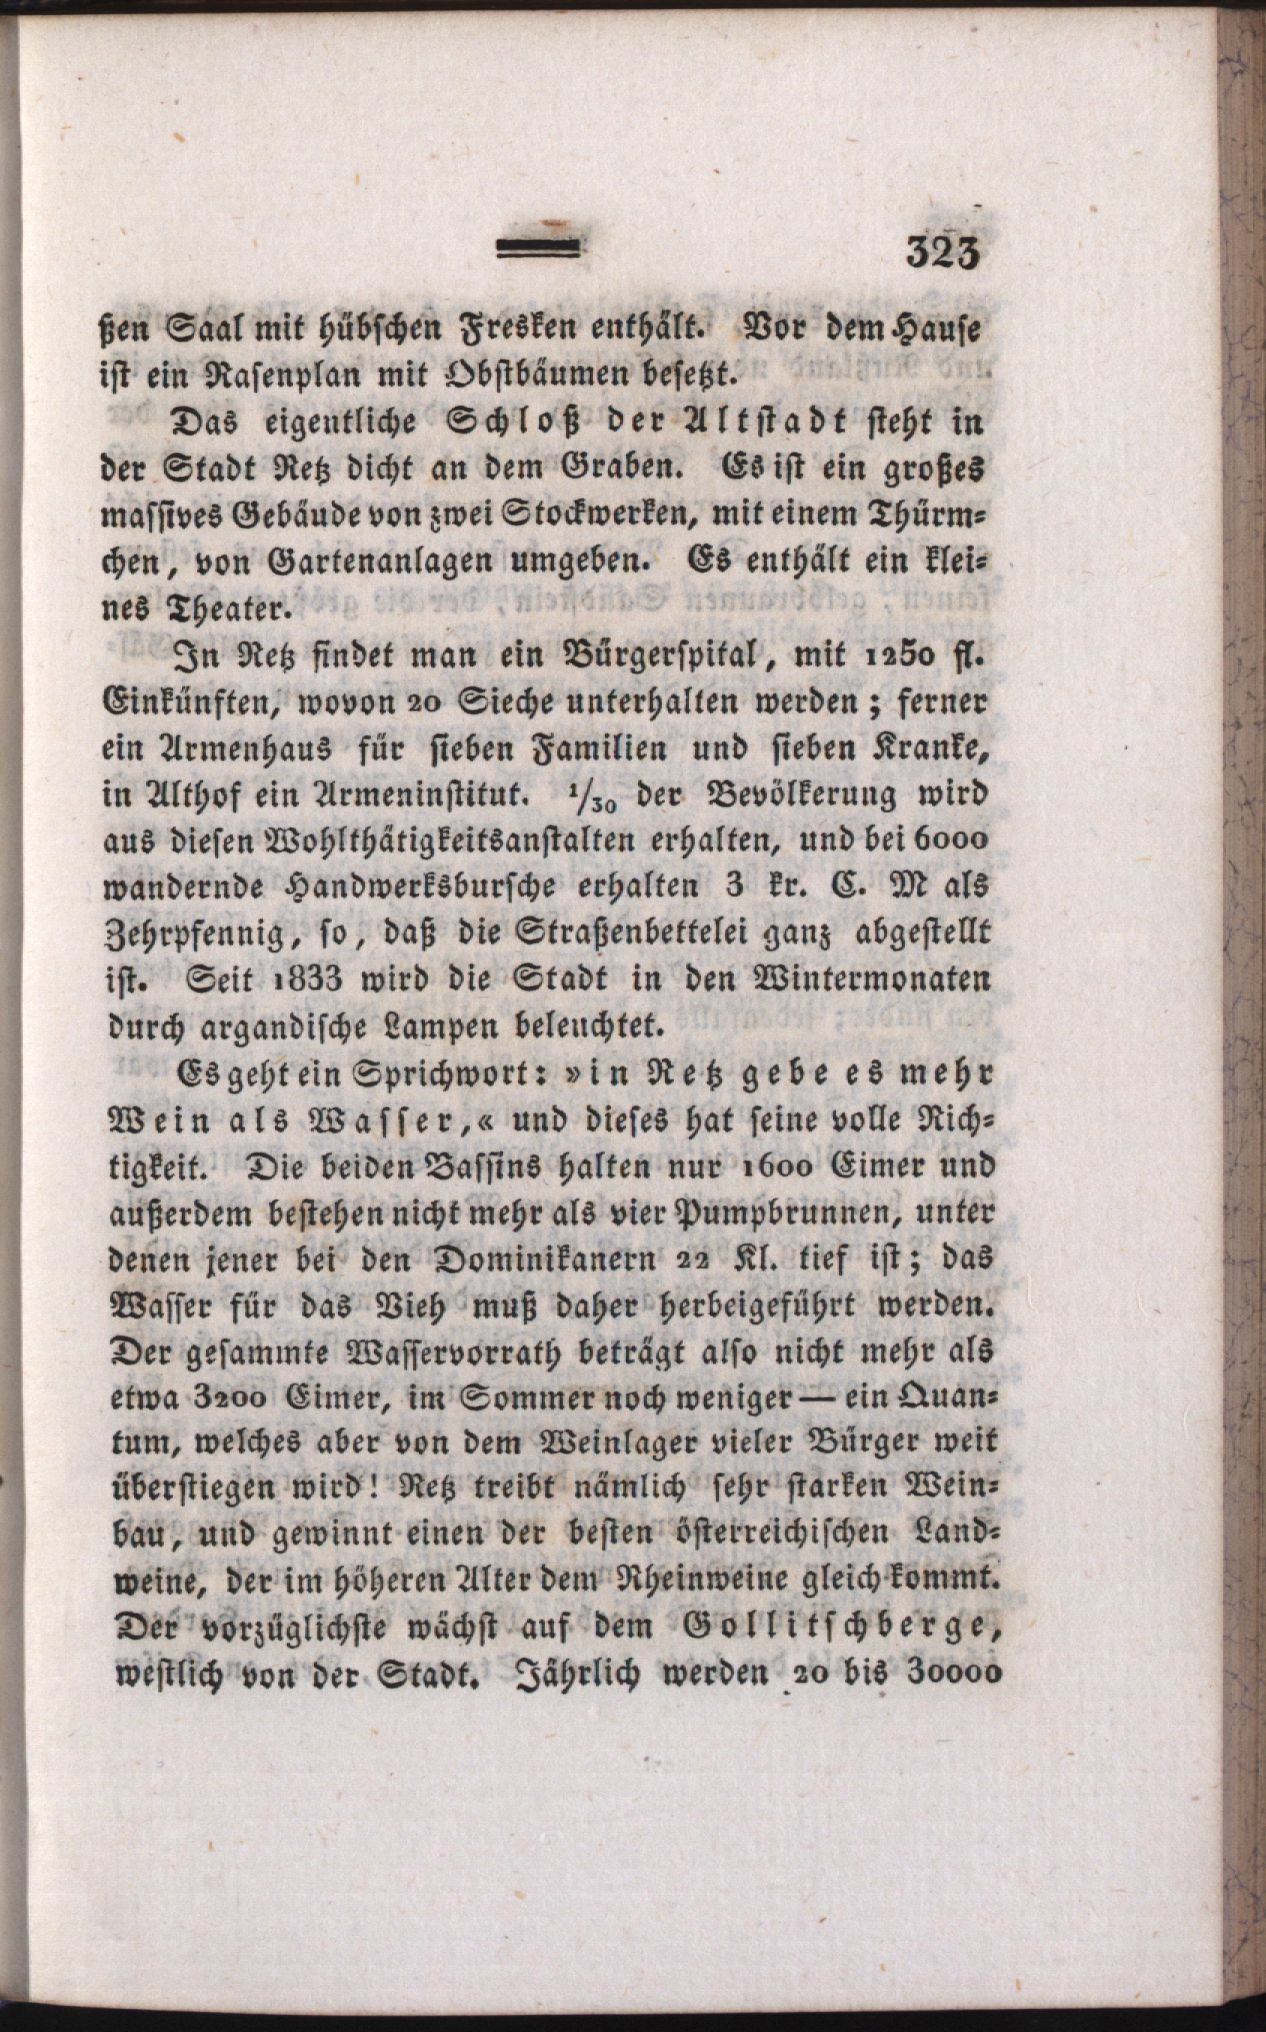 323
ßen Saal mit hübschen Fresken enthält. Vor dem Hause
ist ein Rasenplan mit Obstbäumen besetzt.
Das eigentliche Schloß der Altstadt steht in
der Stadt Retz dicht an dem Graben. Es ist ein großes
massives Gebäude von zwei Stockwerken, mit einem Thürm-
chen, von Gartenanlagen umgeben. Es enthält ein klei-
nes Theater.
In Retz findet man ein Bürgerspital, mit 1250 fl.
Einkünften, wovon 20 Sieche unterhalten werden; ferner
ein Armenhaus für sieben Familien und sieben Kranke,
in Althof ein Armeninstitut. 1/30 der Bevölkerung wird
aus diesen Wohlthätigkeitsanstalten erhalten, und bei 6000
wandernde Handwerksbursche erhalten 3 kr. C. M als
Zehrpfennig, so, daß die Straßenbettelei ganz abgestellt
ist. Seit 1833 wird die Stadt in den Wintermonaten
durch argandische Lampen beleuchtet.
Es geht ein Sprichwort: »in Retz gebe es mehr
Wein als Wasser,« und dieses hat seine volle Rich-
tigkeit. Die beiden Bassins halten nur 1600 Eimer und
außerdem bestehen nicht mehr als vier Pumpbrunnen, unter
denen jener bei den Dominikanern 22 Kl. tief ist; das
Wasser für das Vieh muß daher herbeigeführt werden.
Der gesammte Wasservorrath beträgt also nicht mehr als
etwa 3200 Eimer, im Sommer noch weniger — ein Quan-
tum, welches aber von dem Weinlager vieler Bürger weit
überstiegen wird! Retz treibt nämlich sehr starken Wein-
bau, und gewinnt einen der besten österreichischen Land-
weine, der im höheren Alter dem Rheinweine gleich kommt.
Der vorzüglichste wächst auf dem Gollitschberge,
westlich von der Stadt. Jährlich werden 20 bis 30000